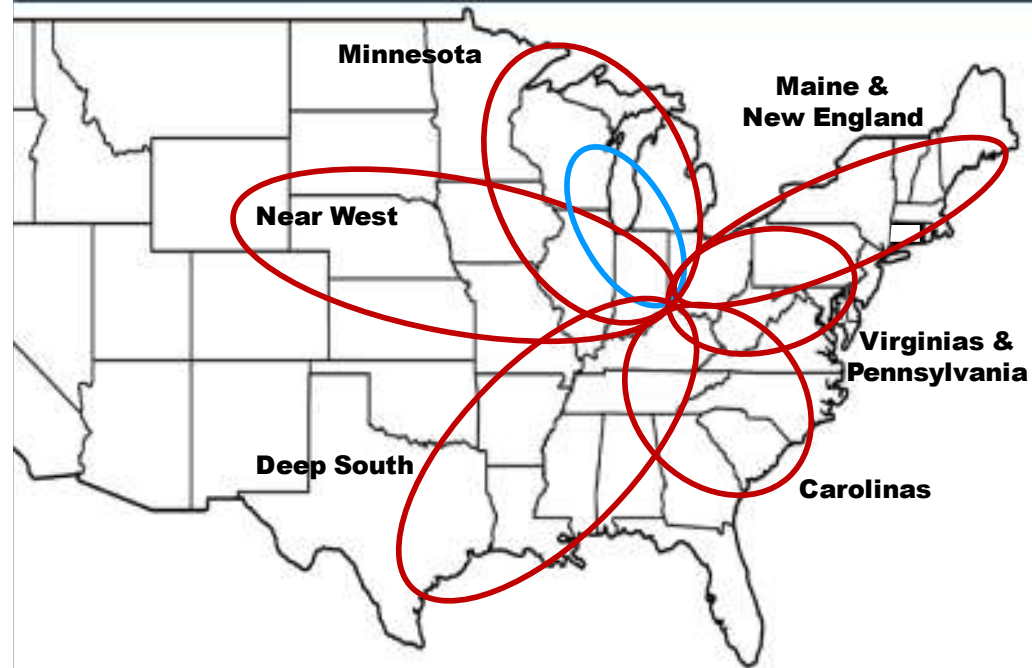 Minnesota
Maine &
New England
Near West
Virginias &
Pennsylvania
Deep South
Carolinas